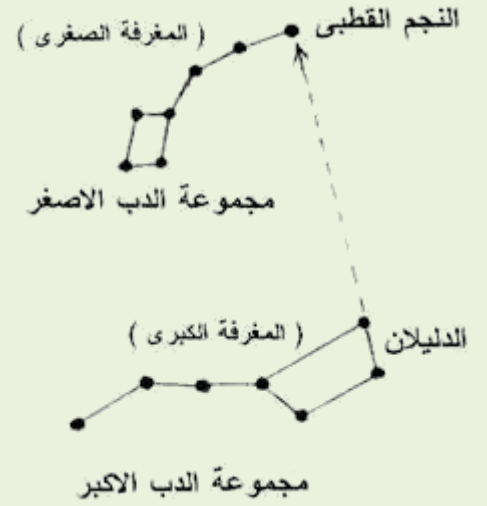 النجم القطبى
( المغرفة الصغرى )
مجموعة الدب الاصغر
الدليلان
( المغرفة الكبرى )
مجموعة الدب الاكبر